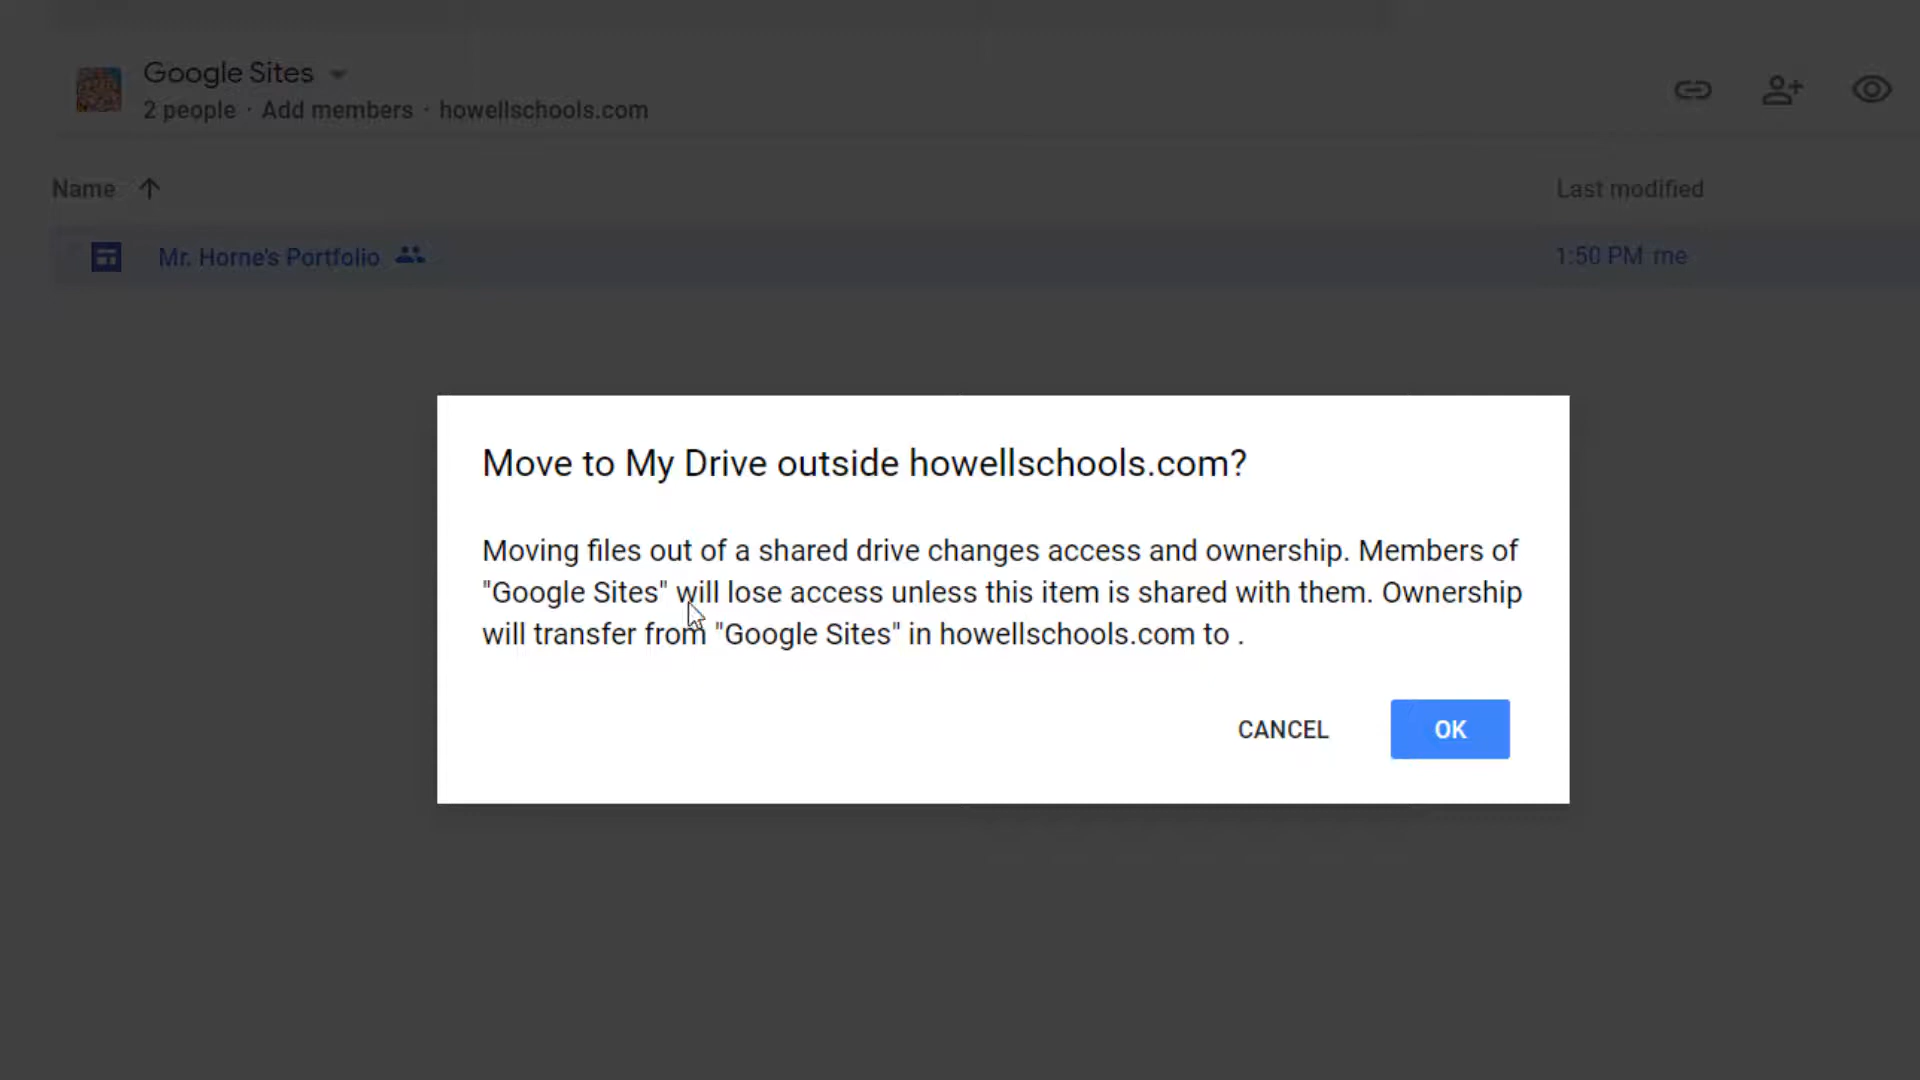 Google Sites
2 people · Add members · howellschools.com
Name Last modified
Mr. Horne's Portfolio 1:50 PM me
Move to My Drive outside howellschools.com?
Moving files out of a shared drive changes access and ownership. Members of
"Google Sites" will lose access unless this item is shared with them. Ownership
will transfer from "Google Sites" in howellschools.com to .
CANCEL OK